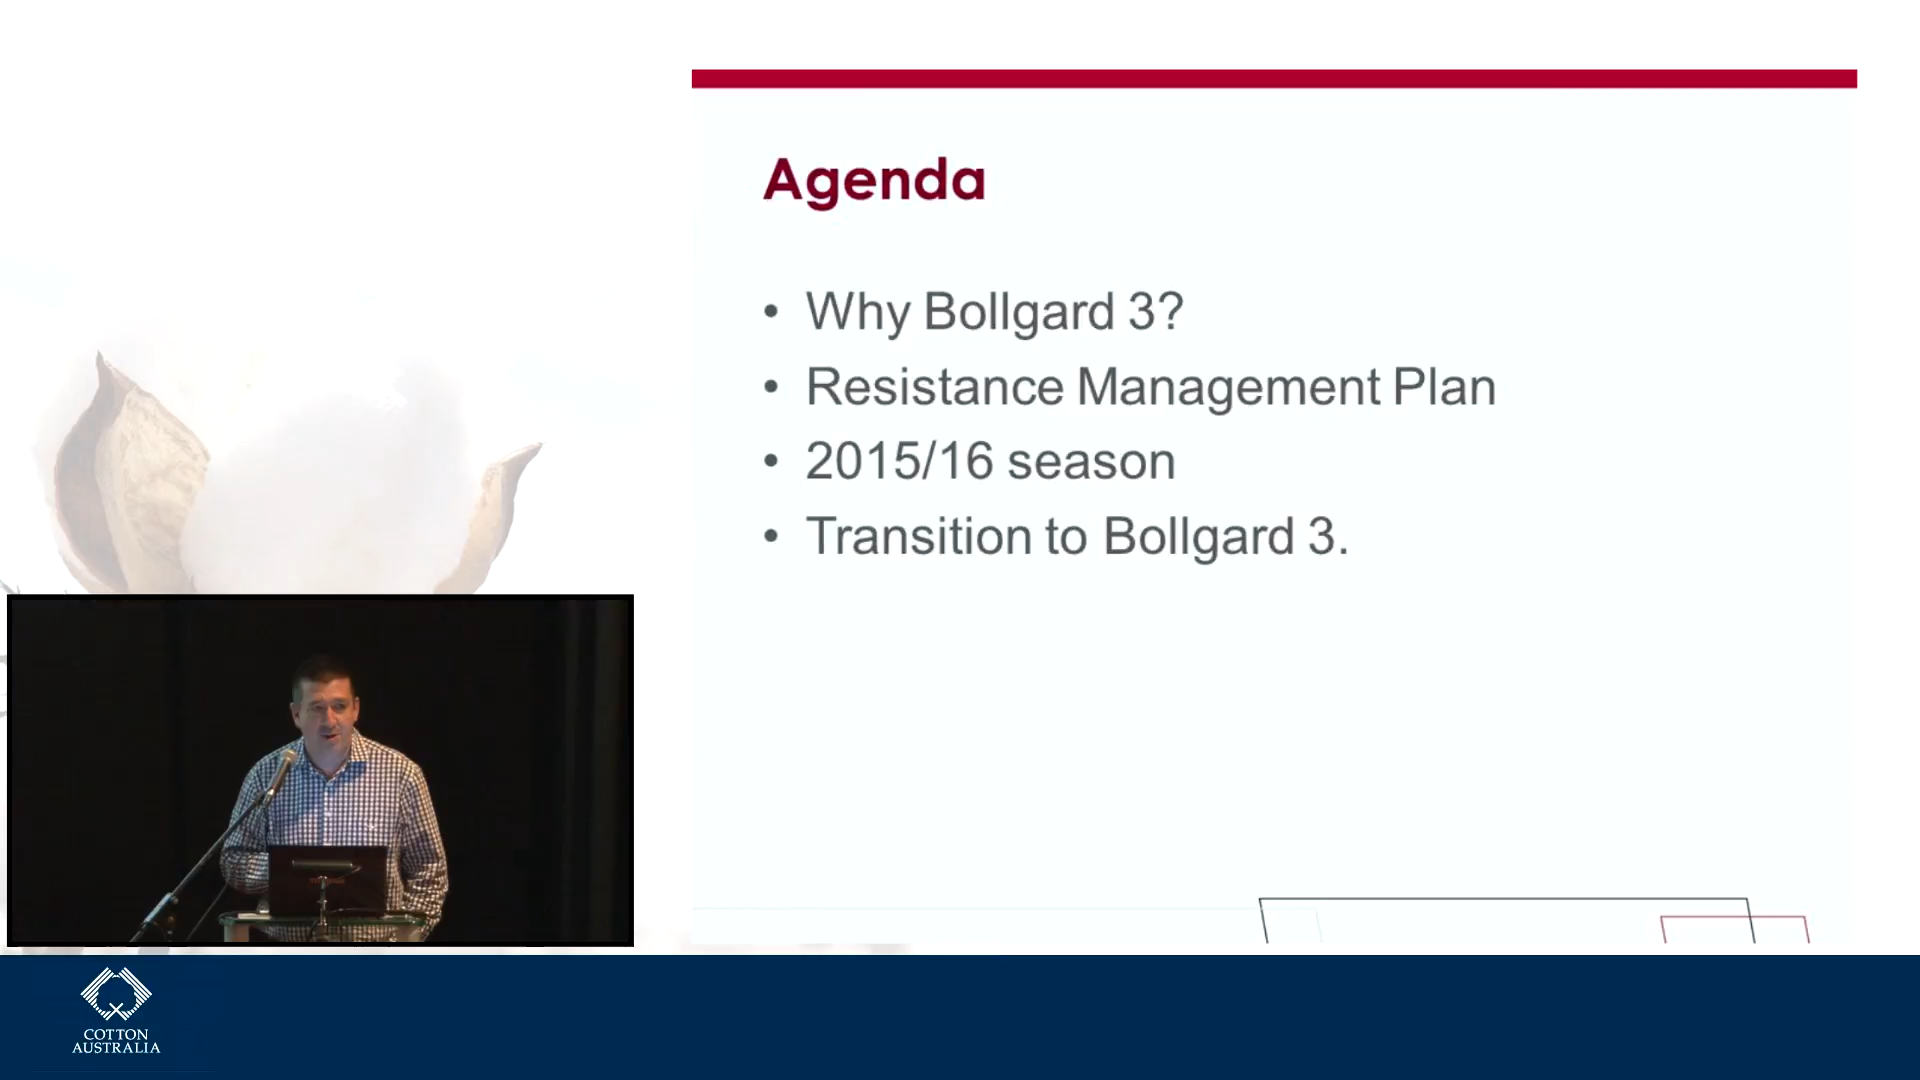 Agenda
• Why Bollgard 3?
• Resistance Management Plan
• 2015/16 season
• Transition to Bollgard 3.
COTTON
AUSTRALIA